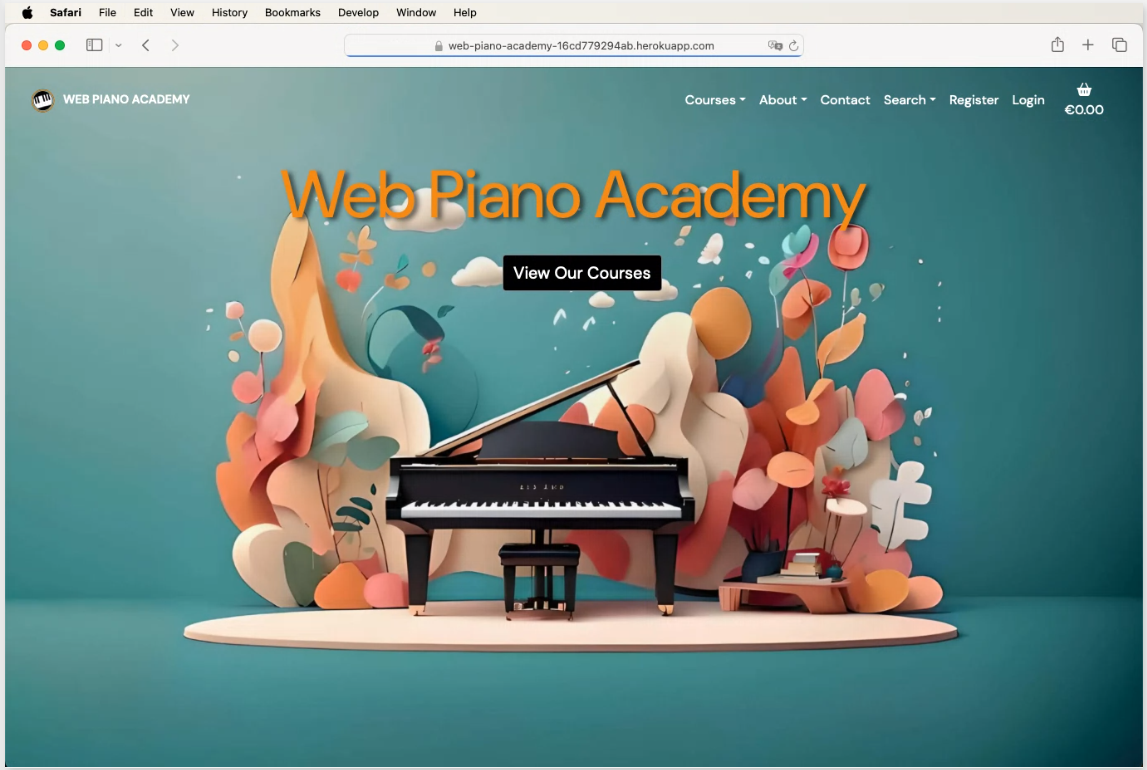 Safari File Edit View History Bookmarks Develop Window Help
web-piano-academy-16cd779294ab.herokuapp.com
WEB PIANO ACADEMY
Courses About Contact Search Register Login
€0.00
Web Piano Academy
View Our Courses